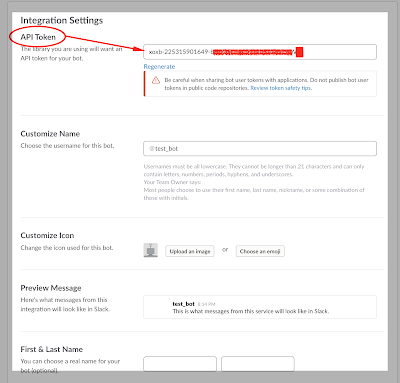 Integration Settings
API Token
The library you are using will want an
API token for your bot.
xoxb-225315901649-
Regenerate
Be careful when sharing bot user tokens with applications. Do not publish bot user
tokens in public code repositories. Review token safety tips.
Customize Name
Choose the username for this bot.
@test_bot
Usernames must be all lowercase. They cannot be longer than 21 characters and can only
contain letters, numbers, periods, hyphens, and underscores.
Your Team Owner says:
Most people choose to use their first name, last name, nickname, or some combination
of those with initials.
Customize Icon
Change the icon used for this bot.
Upload an image
or
Choose an emoji
Preview Message
Here's what messages from this
integration will look like in Slack.
test_bot 8:14 PM
This is what messages from this service will look like in Slack.
First & Last Name
You can choose a real name for your
bot (optional).